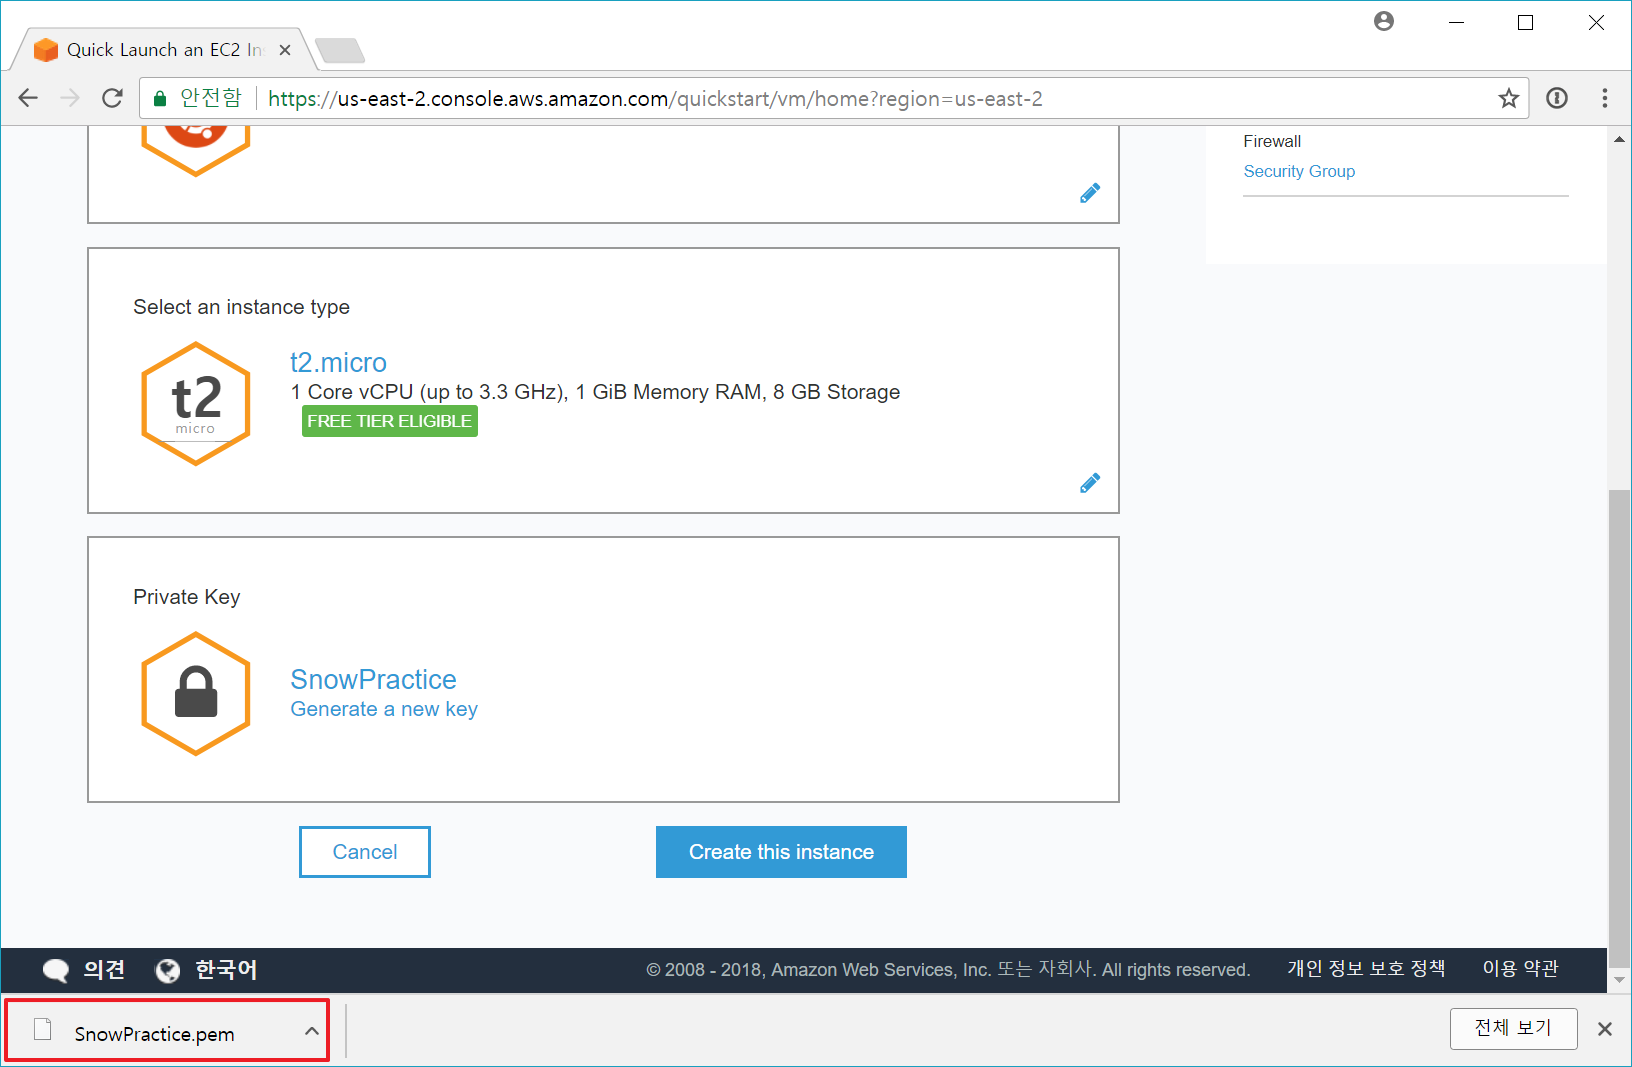 Quick Launch an EC2 In
안전함
https://us-east-2.console.aws.amazon.com/quickstart/vm/home?region=us-east-2
Firewall
Security Group
Select an instance type
t2
micro
t2.micro
1 Core vCPU (up to 3.3 GHz), 1 GiB Memory RAM, 8 GB Storage
FREE TIER ELIGIBLE
Private Key
SnowPractice
Generate a new key
Cancel
Create this instance
의견
한국어
© 2008 - 2018, Amazon Web Services, Inc. 또는 자회사. All rights reserved.
개인 정보 보호 정책
이용 약관
SnowPractice.pem
전체 보기